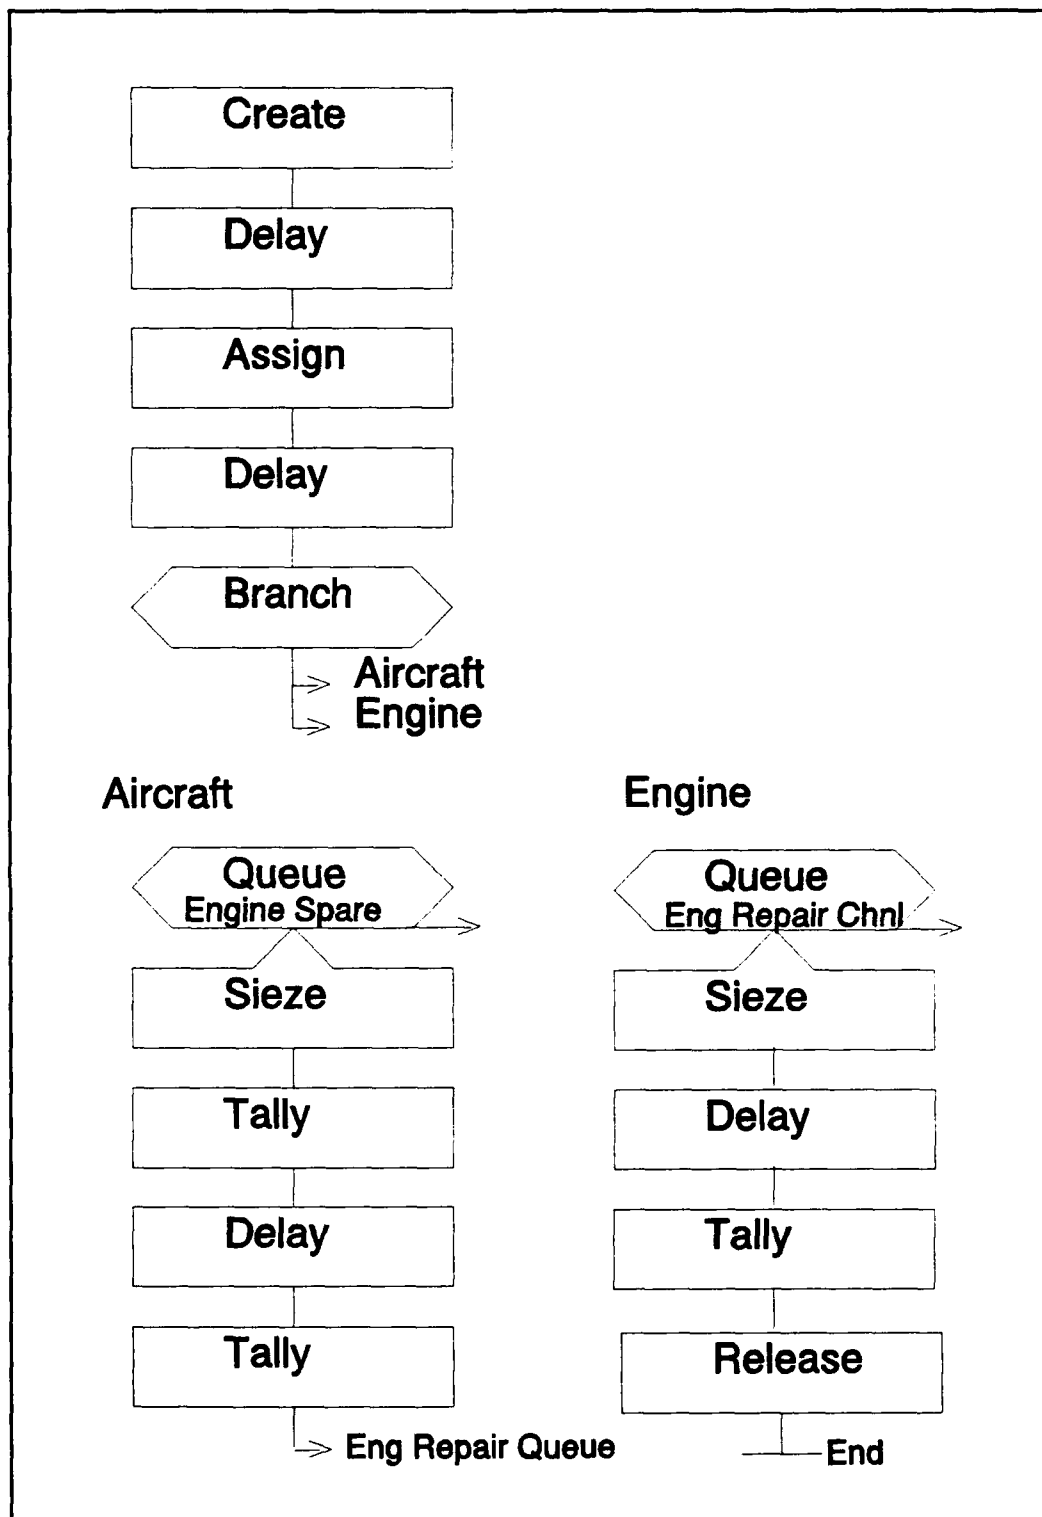 Create
Delay
Assign
Delay
Branch
Aircraft
Engine
Aircraft
Queue
Engine Spare
Sieze
Tally
Delay
Tally
Eng Repair Queue
Engine
Queue
Eng Repair Chnl
Sieze
Delay
Tally
Release
End